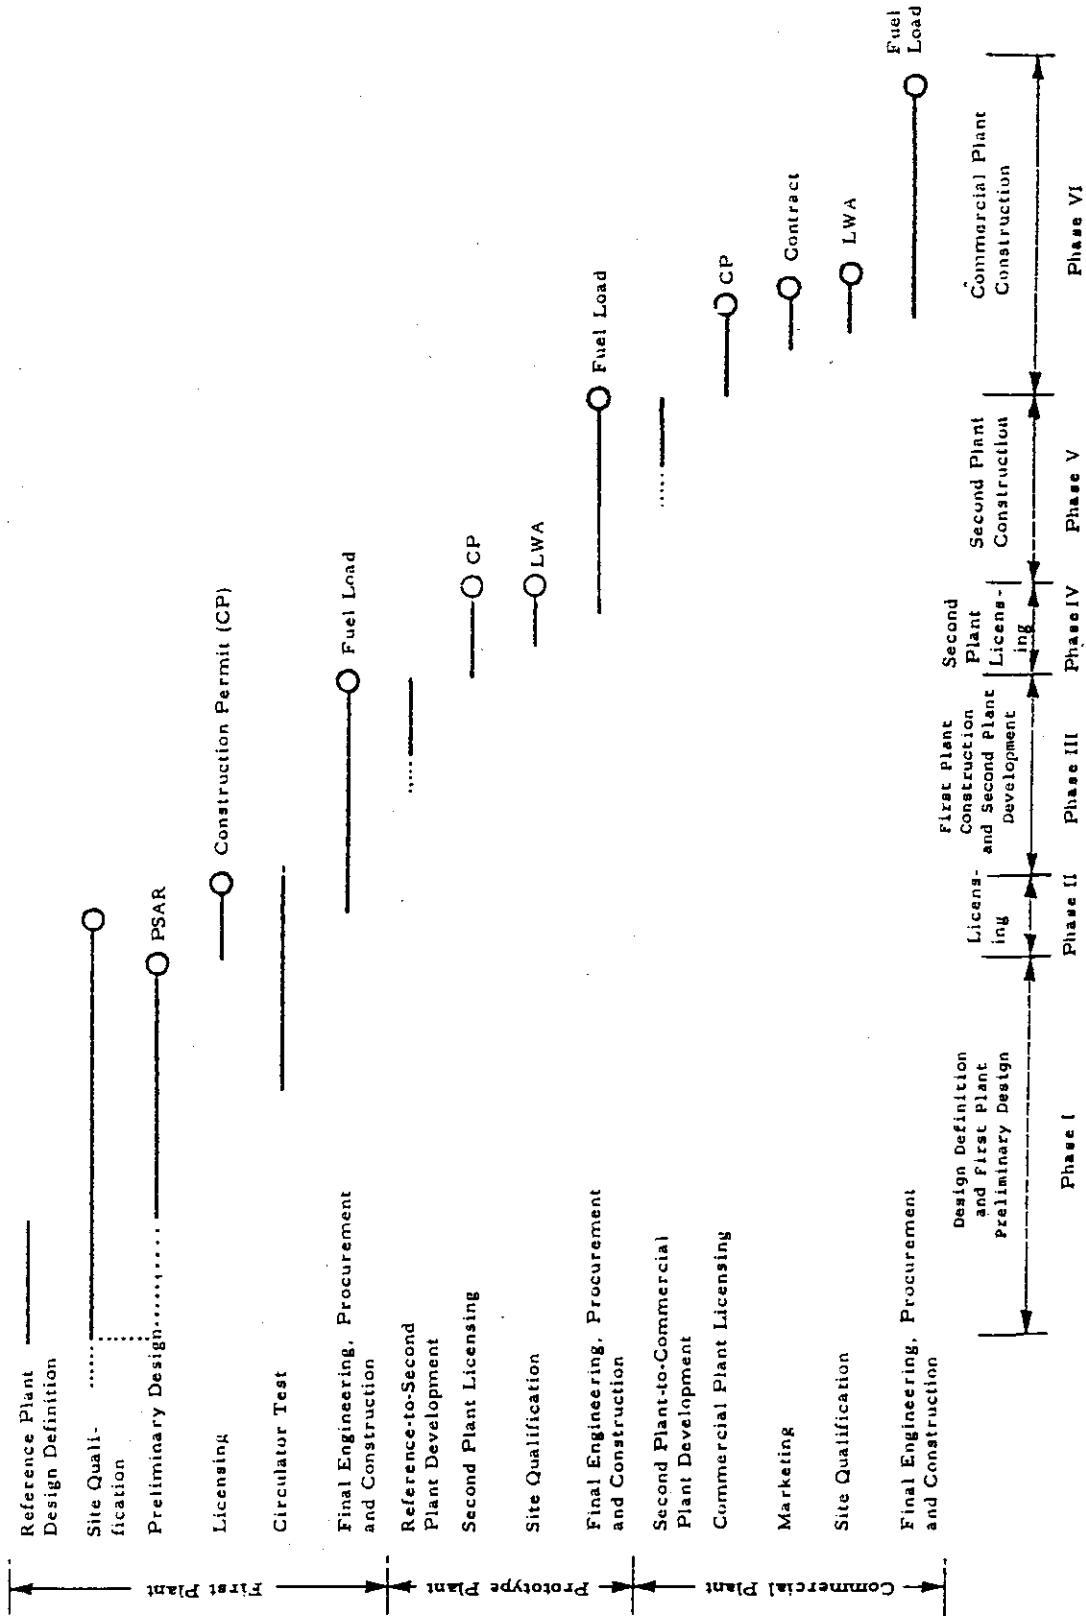 First Plant
Prototype Plant
Commercial Plant
Reference Plant
Design Definition
Site Quali-
fication
Preliminary Design
PSAR
Licensing
Construction Permit (CP)
Circulator Test
Final Engineering, Procurement
and Construction
Fuel Load
Reference-to-Second
Plant Development
Second Plant Licensing
CP
Site Qualification
LWA
Final Engineering, Procurement
and Construction
Fuel Load
Second Plant-to-Commercial
Plant Development
Commercial Plant Licensing
CP
Marketing
Contract
Site Qualification
LWA
Final Engineering, Procurement
and Construction
Fuel
Load
Design Definition
and First Plant
Preliminary Design
Licens-
ing
First Plant
Construction
and Second Plant
Development
Second
Plant
Licens-
ing
Second Plant
Construction
Commercial Plant
Construction
Phase I
Phase II
Phase III
Phase IV
Phase V
Phase VI